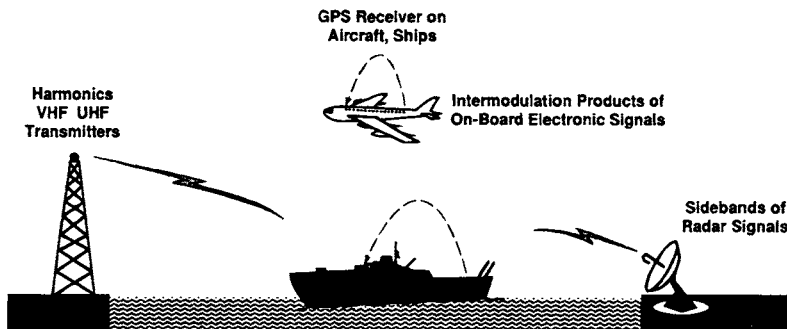 GPS Receiver on
Aircraft, Ships
Harmonics
VHF UHF
Transmitters
Intermodulation Products of
On-Board Electronic Signals
Sidebands of
Radar Signals